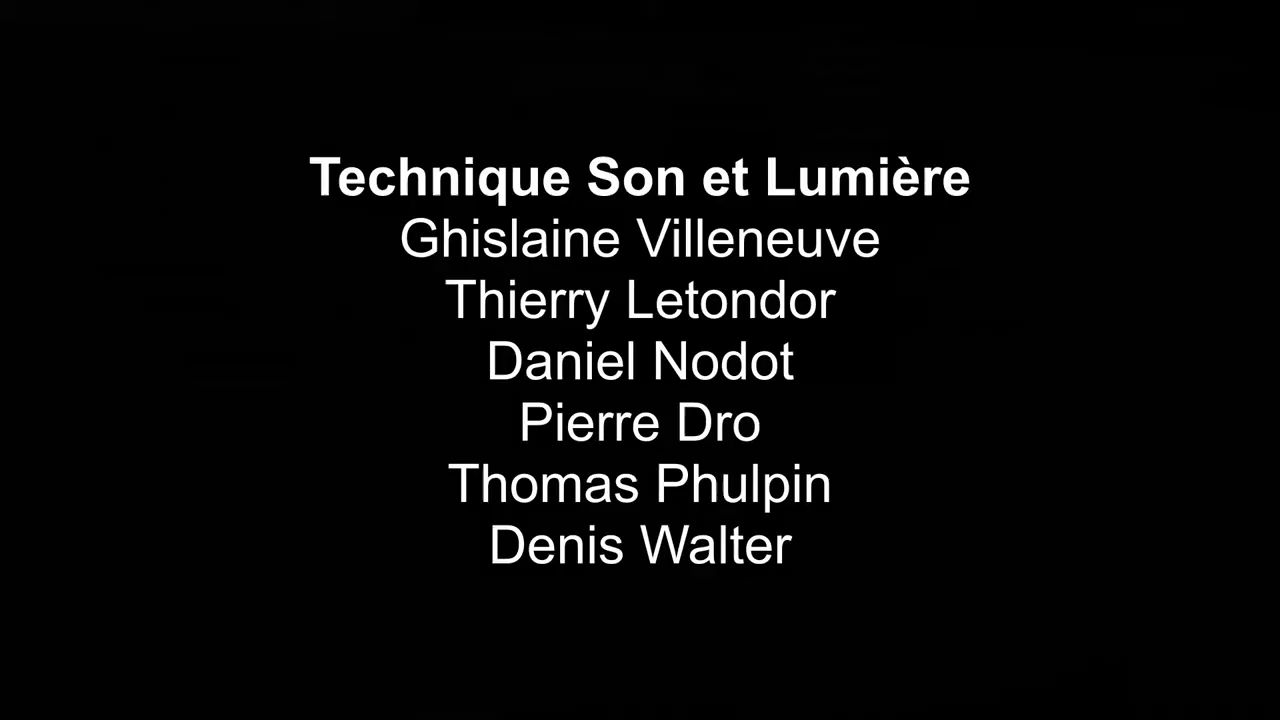 Technique Son et Lumière
Ghislaine Villeneuve
Thierry Letondor
Daniel Nodot
Pierre Dro
Thomas Phulpin
Denis Walter